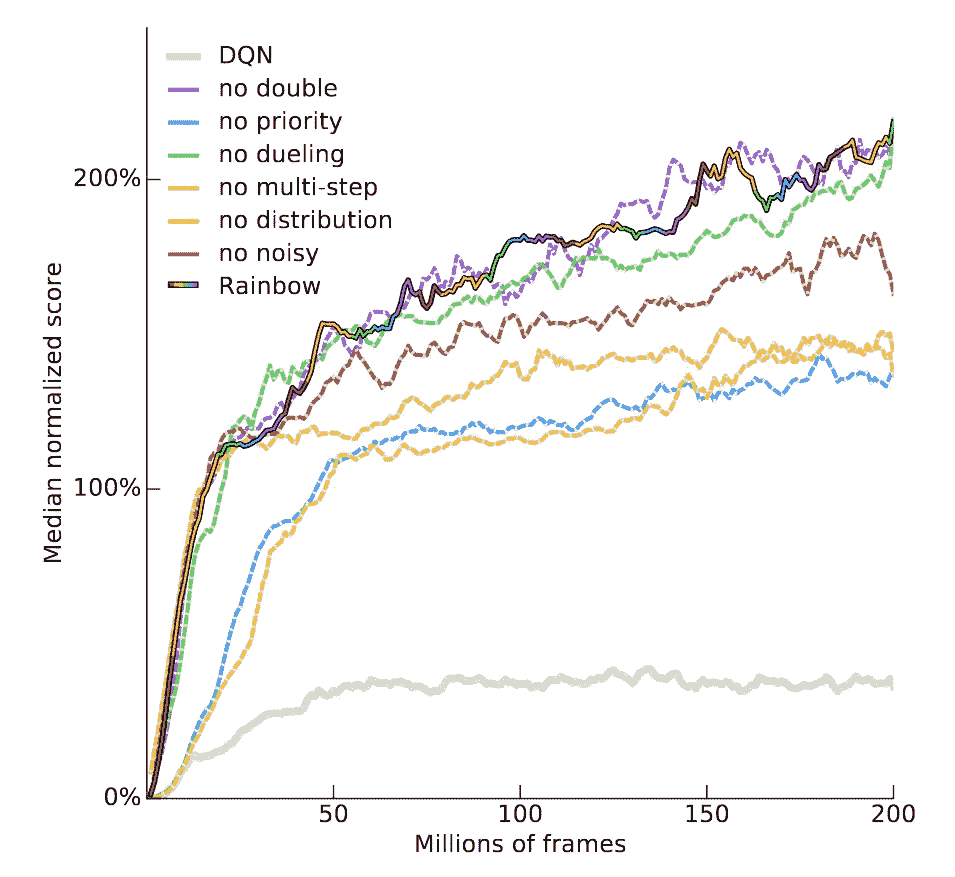 DQN
no double
no priority
no dueling
200%
no multi-step
no distribution
no noisy
Rainbow
Median normalized score
100%
0%
50
100
150
200
Millions of frames